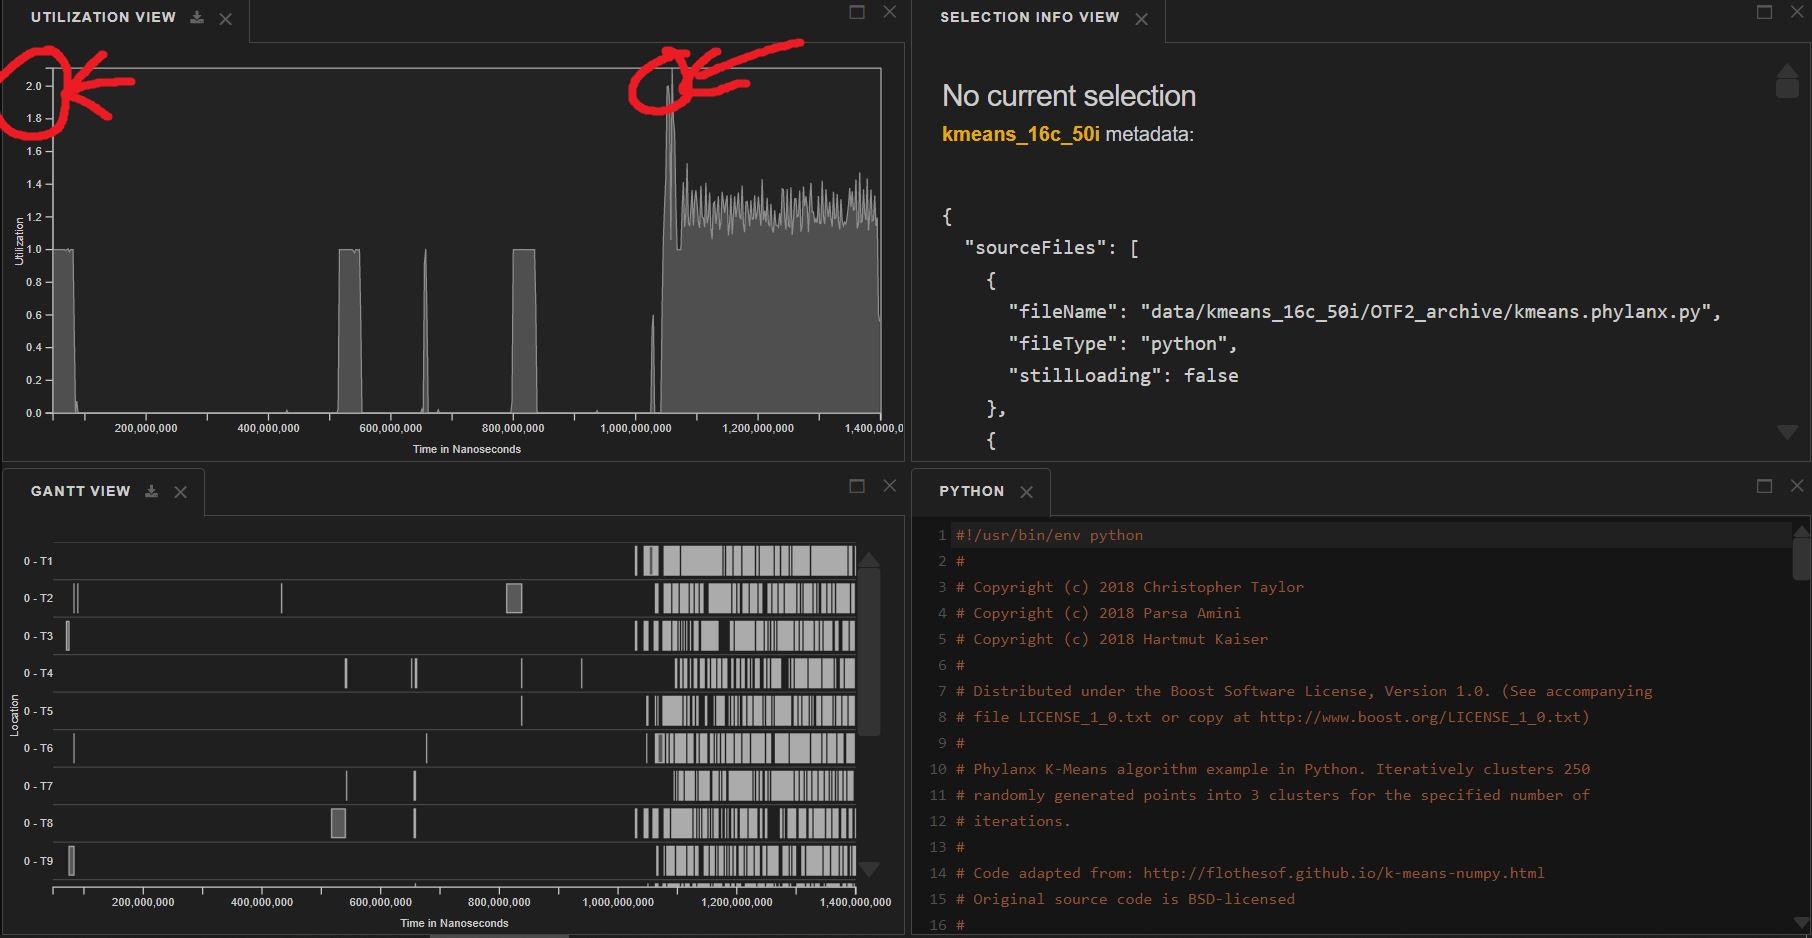 UTILIZATION VIEW
2.0
1.8
1.6
1.4
1.2
1.0
0.8
0.6
0.4
0.2
0.0
Utilization
200,000,000 400,000,000 600,000,000 800,000,000 1,000,000,000 1,200,000,000 1,400,000,0
Time in Nanoseconds
SELECTION INFO VIEW
No current selection
kmeans_16c_50i metadata:
{
"sourceFiles": [
{
"fileName": "data/kmeans_16c_50i/OTF2_archive/kmeans.phylanx.py",
"fileType": "python",
"stillLoading": false
},
{
GANTT VIEW
0 - T1
0 - T2
0 - T3
0 - T4
0 - T5
0 - T6
0 - T7
0 - T8
0 - T9
Location
200,000,000 400,000,000 600,000,000 800,000,000 1,000,000,000 1,200,000,000 1,400,000,000
Time in Nanoseconds
PYTHON
1 #!/usr/bin/env python
2 #
3 # Copyright (c) 2018 Christopher Taylor
4 # Copyright (c) 2018 Parsa Amini
5 # Copyright (c) 2018 Hartmut Kaiser
6 #
7 # Distributed under the Boost Software License, Version 1.0. (See accompanying
8 # file LICENSE_1_0.txt or copy at http://www.boost.org/LICENSE_1_0.txt)
9 #
10 # Phylanx K-Means algorithm example in Python. Iteratively clusters 250
11 # randomly generated points into 3 clusters for the specified number of
12 # iterations.
13 #
14 # Code adapted from: http://flothesof.github.io/k-means-numpy.html
15 # Original source code is BSD-licensed
16 #